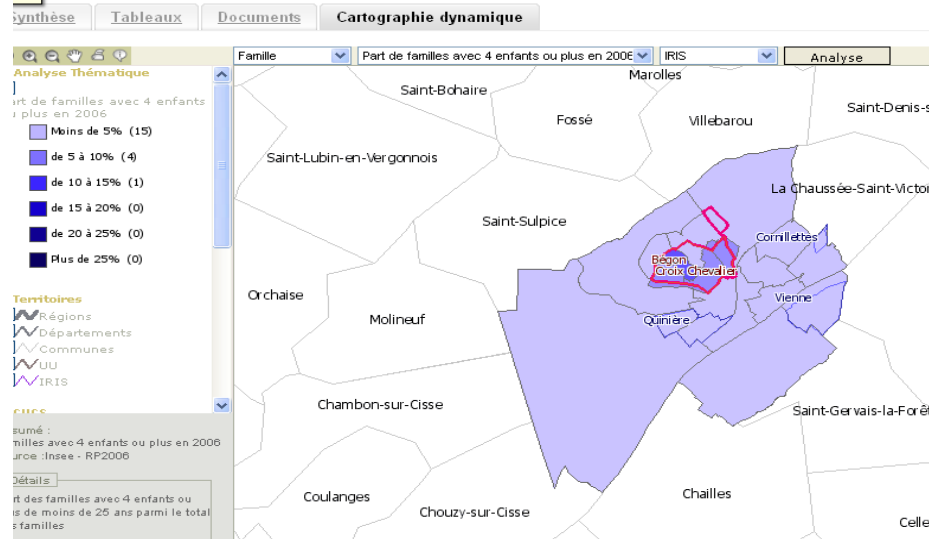 Synthèse Tableaux Documents Cartographie dynamique
Famille Part de familles avec 4 enfants ou plus en 2006 IRIS Analyse
Analyse Thématique
art de familles avec 4 enfants
u plus en 2006
Moins de 5% (15)
de 5 à 10% (4)
de 10 à 15% (1)
de 15 à 20% (0)
de 20 à 25% (0)
Plus de 25% (0)
Territoires
Régions
Départements
Communes
UU
IRIS
CUCS
sumé :
milles avec 4 enfants ou plus en 2006
urce :Insee - RP2006
Détails
rt des familles avec 4 enfants ou
us de moins de 25 ans parmi le total
s familles
Marolles
Saint-Bohaire
Saint-Denis-s
Fossé
Villebarou
Saint-Lubin-en-Vergonnois
La Chaussée-Saint-Victoi
Saint-Sulpice
Cornillettes
Bégon
Croix Chevalier
Orchaise
Vienne
Molineuf
Quinière
Chambon-sur-Cisse
Saint-Gervais-la-Forêt
Coulanges
Chailles
Chouzy-sur-Cisse
Celle